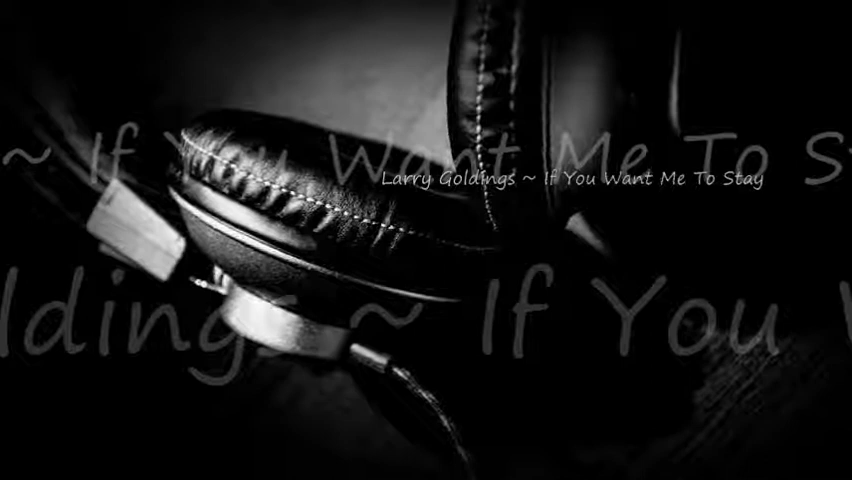 ~ If You Want Me To St
Larry Goldings ~ If You Want Me To Stay
ldings ~ If You W